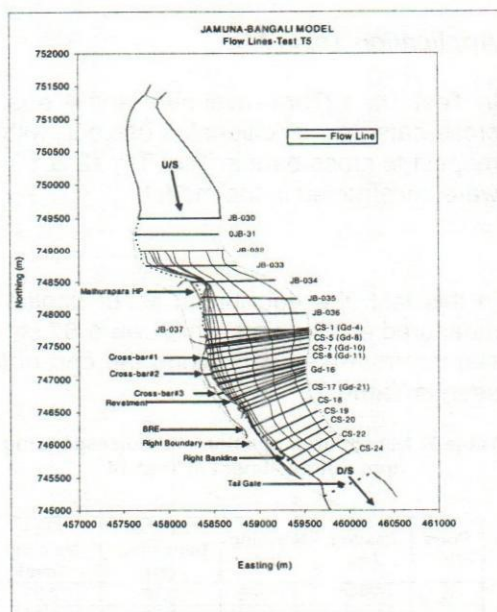 JAMUNA-BANGALI MODEL
Flow Lines-Test T5
752000
751500
751000
750500
750000
749500
749000
748500
748000
747500
747000
746500
746000
745500
745000
Northing (m)
Flow Line
U/S
JB-030
0JB-31
JB-032
JB-033
JB-034
Mathurapara HP
JB-035
JB-036
JB-037
CS-1 (Gd-4)
CS-5 (Gd-8)
CS-7 (Gd-10)
CS-8 (Gd-11)
Cross-bar#1
Gd-16
Cross-bar#2
CS-17 (Gd-21)
Cross-bar#3
CS-18
Revetment
CS-19
CS-20
BRE
CS-22
Right Boundary
CS-24
Right Bankline
D/S
Tail Gate
457000 457500 458000 458500 459000 459500 460000 460500 461000
Easting (m)